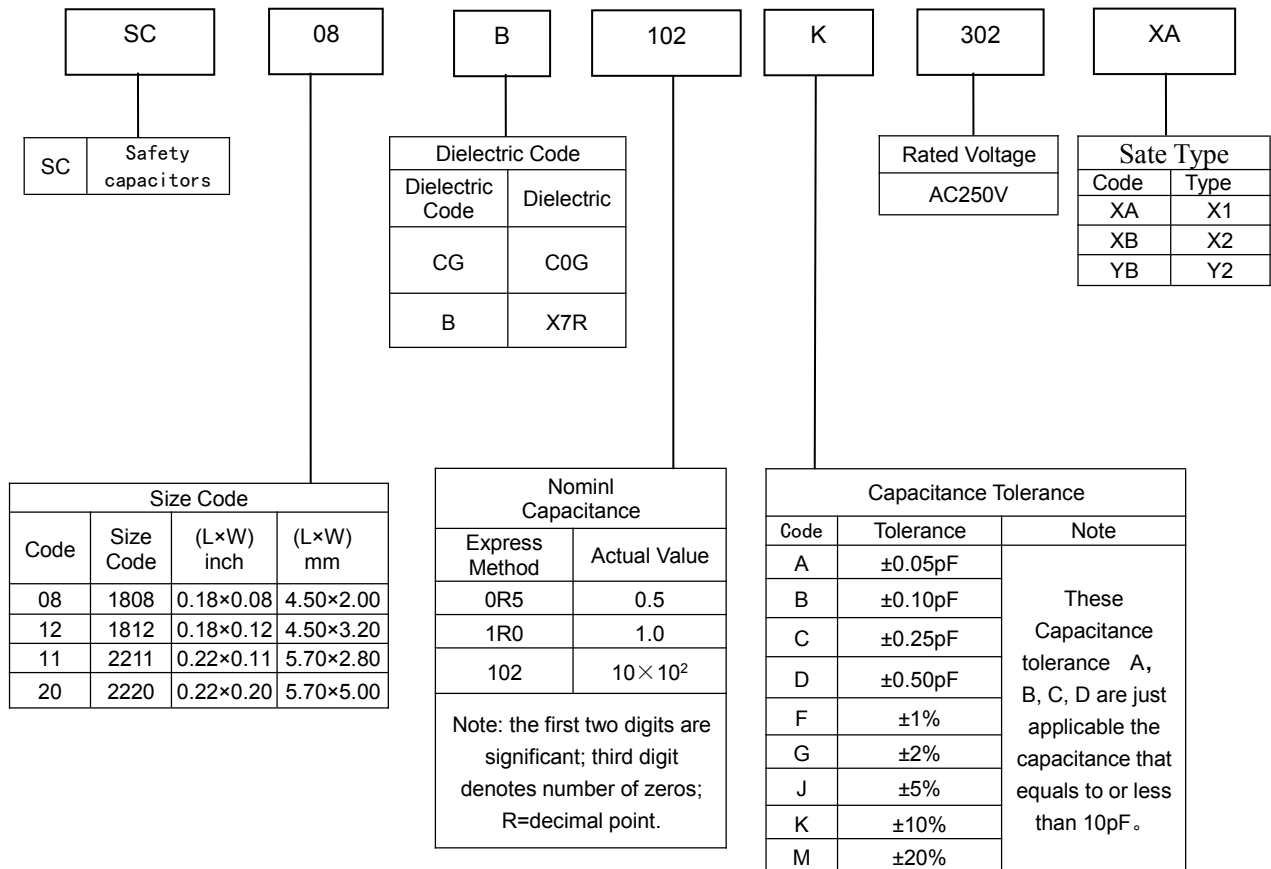 SC 08 B 102 K 302 XA
SC Safety
capacitors
Dielectric Code
Dielectric
Code Dielectric
CG C0G
B X7R
Rated Voltage
AC250V
Sate Type
Code Type
XA X1
XB X2
YB Y2
Size Code
Code Size
Code (L×W)
inch (L×W)
mm
08 1808 0.18×0.08 4.50×2.00
12 1812 0.18×0.12 4.50×3.20
11 2211 0.22×0.11 5.70×2.80
20 2220 0.22×0.20 5.70×5.00
Nominl
Capacitance
Express
Method Actual Value
0R5 0.5
1R0 1.0
102 10×10²
Note: the first two digits are
significant; third digit
denotes number of zeros;
R=decimal point.
Capacitance Tolerance
Code Tolerance Note
A ±0.05pF
B ±0.10pF
C ±0.25pF
D ±0.50pF
F ±1%
G ±2%
J ±5%
K ±10%
M ±20%
These
Capacitance
tolerance A,
B, C, D are just
applicable the
capacitance that
equals to or less
than 10pF。